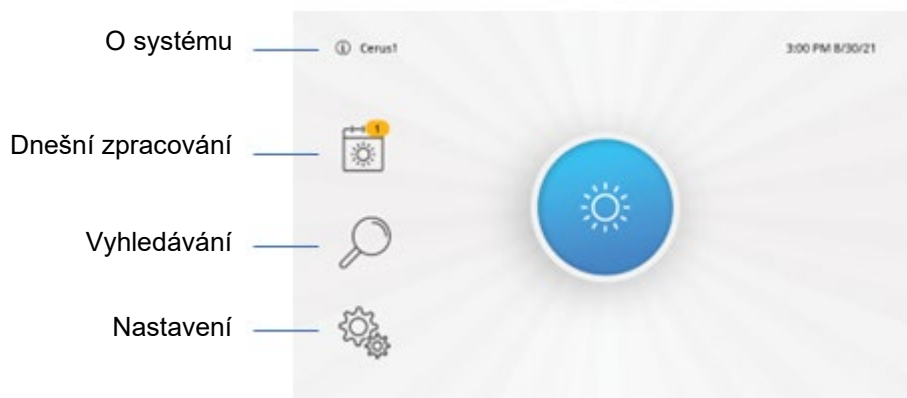 O systému
Cerus1
3:00 PM 8/30/21
1
Dnešní zpracování
Vyhledávání
Nastavení